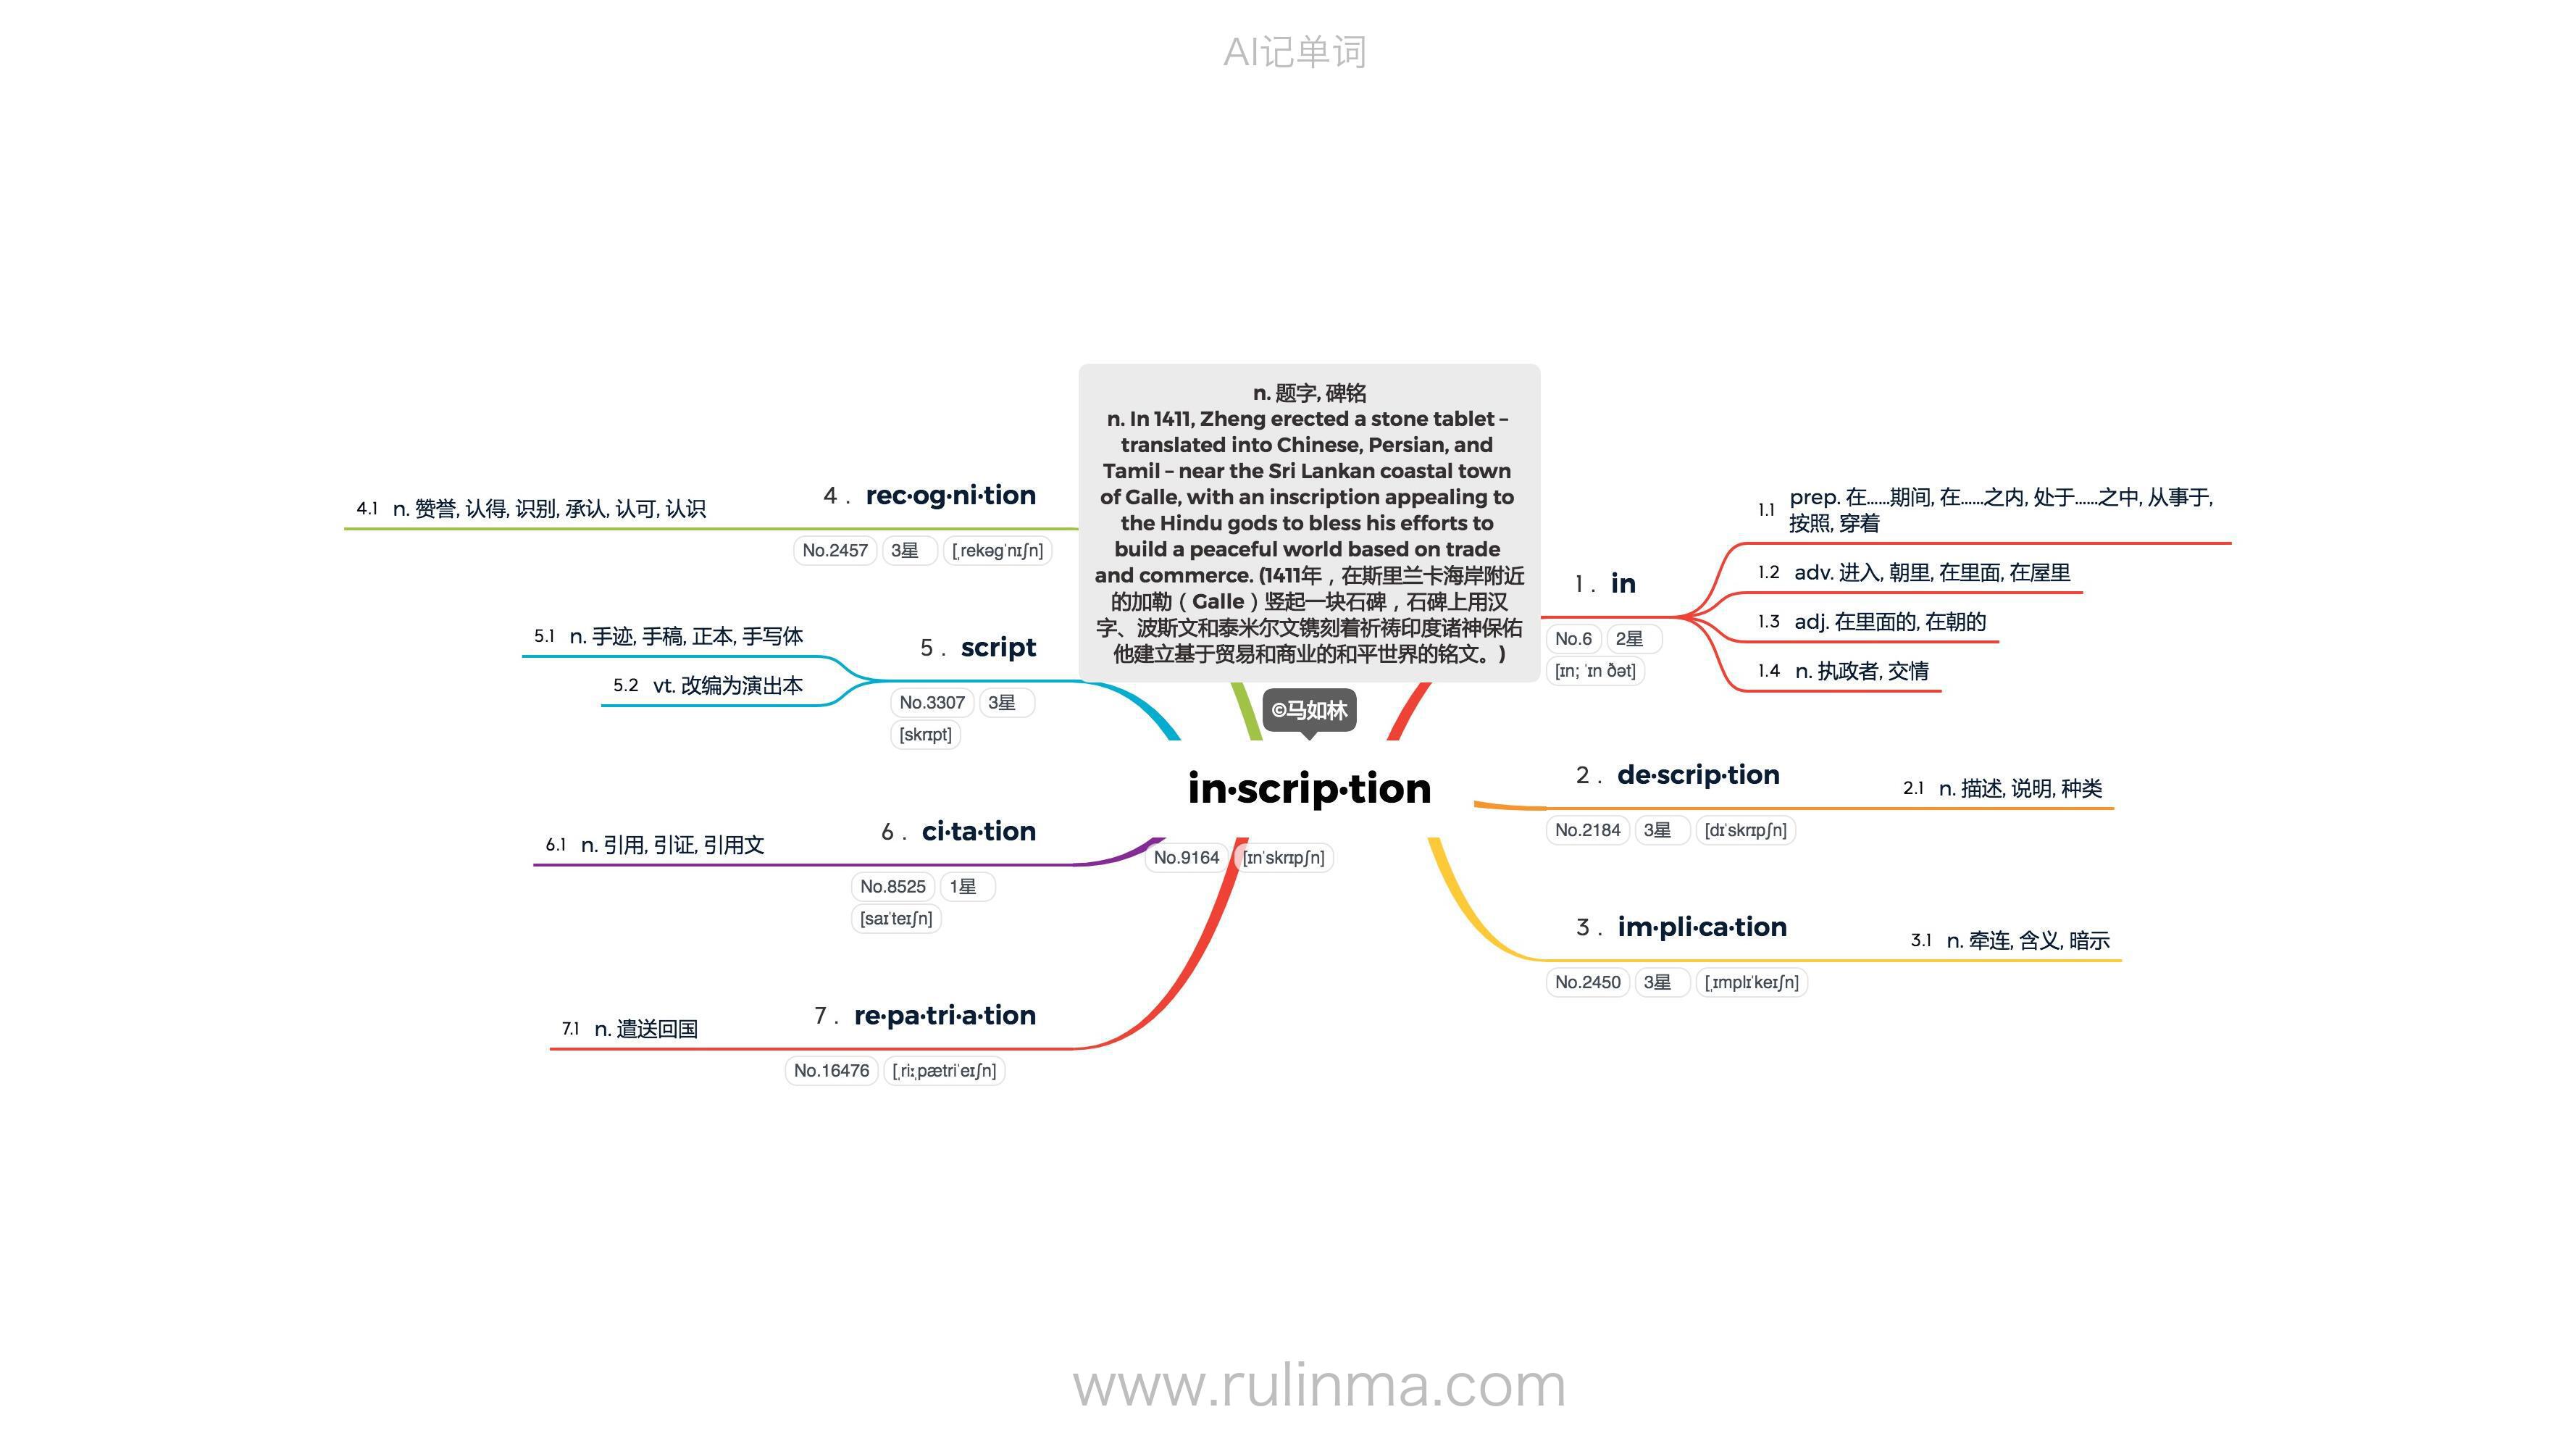 AI记单词
n. 题字, 碑铭
n. In 1411, Zheng erected a stone tablet –
translated into Chinese, Persian, and
Tamil – near the Sri Lankan coastal town
of Galle, with an inscription appealing to
the Hindu gods to bless his efforts to
build a peaceful world based on trade
and commerce. (1411年，在斯里兰卡海岸附近
的加勒（Galle）竖起一块石碑，石碑上用汉
字、波斯文和泰米尔文镌刻着祈祷印度诸神保佑
他建立基于贸易和商业的和平世界的铭文。)
©马如林
in·scrip·tion
No.9164 [ɪnˈskrɪpʃn]
1 . in
No.6 2星
[ɪn; ˈɪn ðət]
1.1 prep. 在......期间, 在......之内, 处于......之中, 从事于,
按照, 穿着
1.2 adv. 进入, 朝里, 在里面, 在屋里
1.3 adj. 在里面的, 在朝的
1.4 n. 执政者, 交情
2 . de·scrip·tion
No.2184 3星 [dɪˈskrɪpʃn]
2.1 n. 描述, 说明, 种类
3 . im·pli·ca·tion
No.2450 3星 [ˌɪmplɪˈkeɪʃn]
3.1 n. 牵连, 含义, 暗示
4 . rec·og·ni·tion
No.2457 3星 [ˌrekəɡˈnɪʃn]
4.1 n. 赞誉, 认得, 识别, 承认, 认可, 认识
5 . script
No.3307 3星
[skrɪpt]
5.1 n. 手迹, 手稿, 正本, 手写体
5.2 vt. 改编为演出本
6 . ci·ta·tion
No.8525 1星
[saɪˈteɪʃn]
6.1 n. 引用, 引证, 引用文
7 . re·pa·tri·a·tion
No.16476 [ˌriːˌpætriˈeɪʃn]
7.1 n. 遣送回国
www.rulinma.com